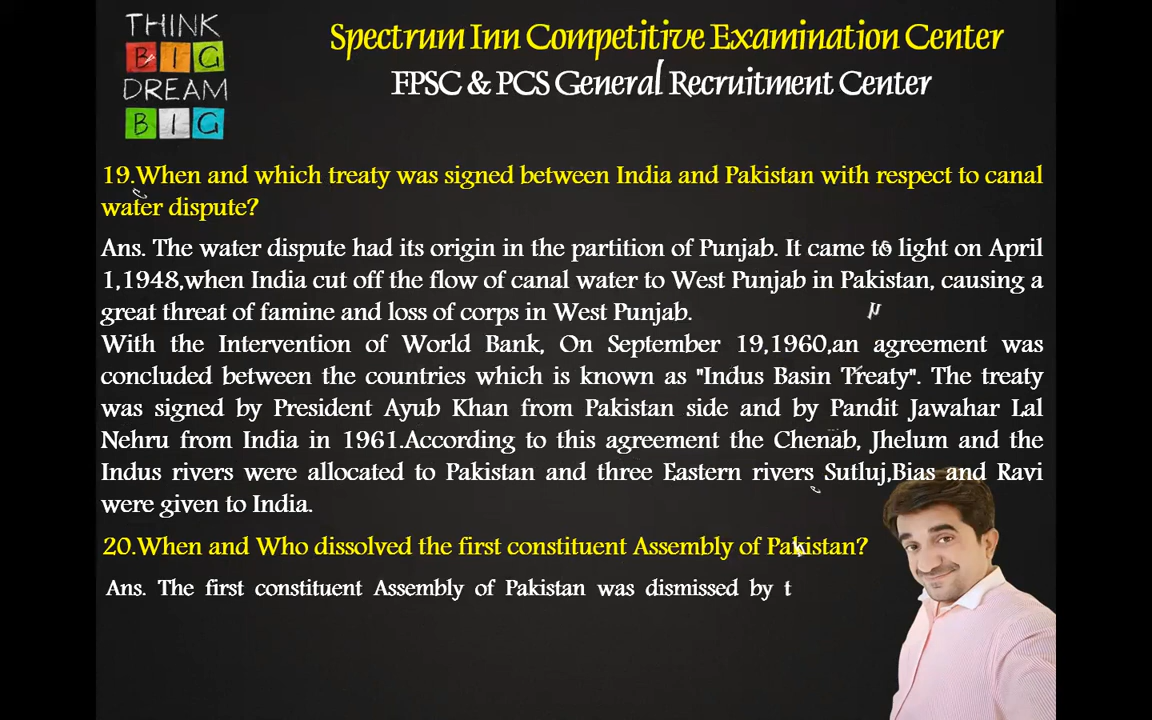 THINK
BIG
DREAM
BIG
Spectrum Inn Competitive Examination Center
FPSC & PCS General Recruitment Center
19.When and which treaty was signed between India and Pakistan with respect to canal
water dispute?
Ans. The water dispute had its origin in the partition of Punjab. It came to light on April
1,1948,when India cut off the flow of canal water to West Punjab in Pakistan, causing a
great threat of famine and loss of corps in West Punjab.
With the Intervention of World Bank, On September 19,1960,an agreement was
concluded between the countries which is known as "Indus Basin Treaty". The treaty
was signed by President Ayub Khan from Pakistan side and by Pandit Jawahar Lal
Nehru from India in 1961.According to this agreement the Chenab, Jhelum and the
Indus rivers were allocated to Pakistan and three Eastern rivers Sutluj,Bias and Ravi
were given to India.
20.When and Who dissolved the first constituent Assembly of Pakistan?
Ans. The first constituent Assembly of Pakistan was dismissed by t